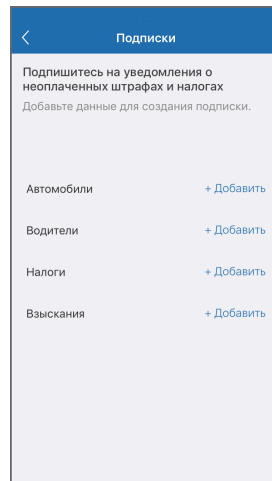 Подписки
Подпишитесь на уведомления о
неоплаченных штрафах и налогах
Добавьте данные для создания подписки.
Автомобили + Добавить
Водители + Добавить
Налоги + Добавить
Взыскания + Добавить